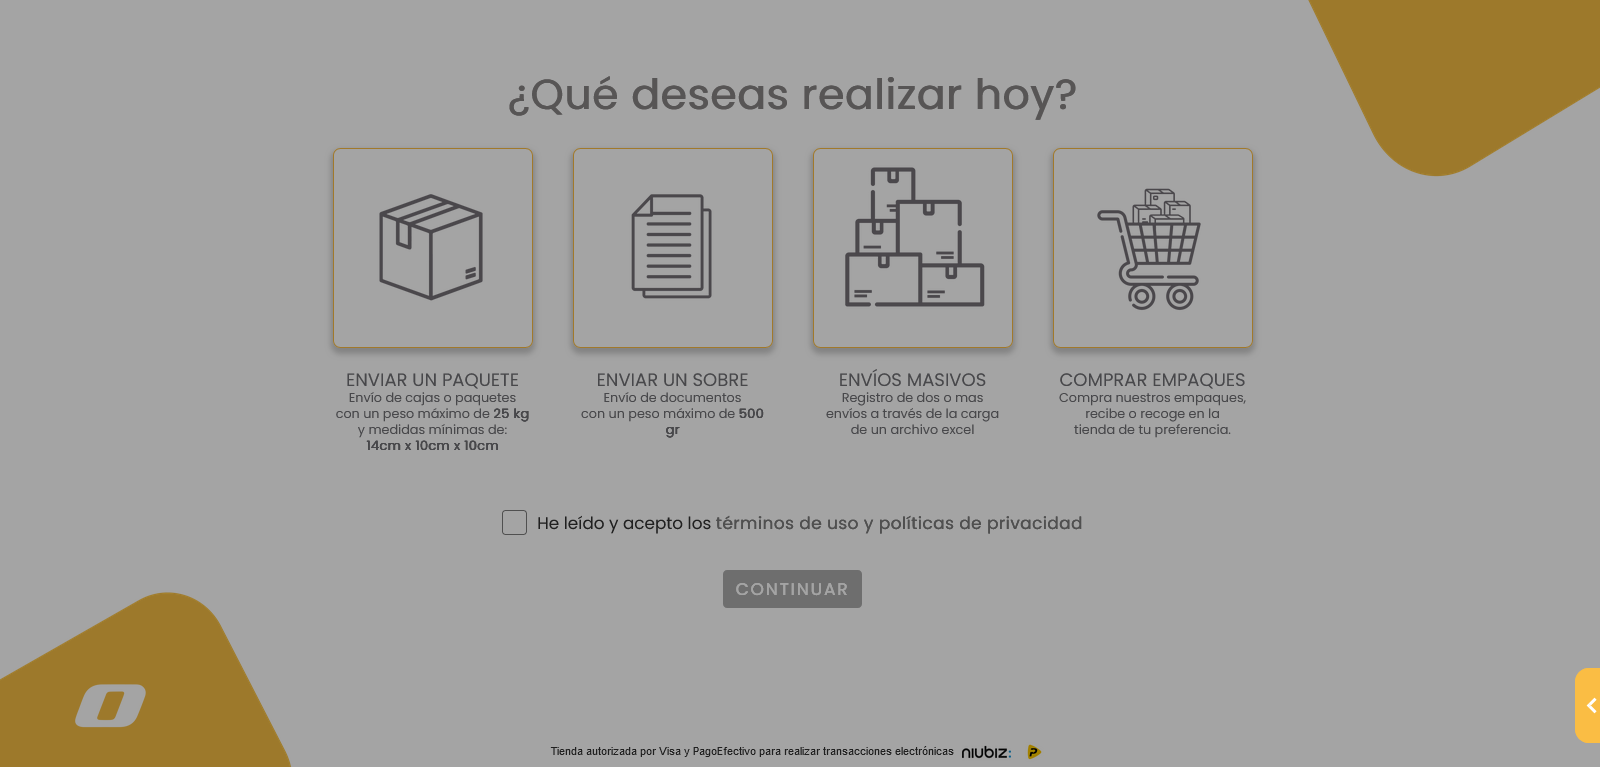 ¿Qué deseas realizar hoy?
ENVIAR UN PAQUETE
Envío de cajas o paquetes
con un peso máximo de 25 kg
y medidas mínimas de:
14cm x 10cm x 10cm
ENVIAR UN SOBRE
Envío de documentos
con un peso máximo de 500
gr
ENVÍOS MASIVOS
Registro de dos o mas
envíos a través de la carga
de un archivo excel
COMPRAR EMPAQUES
Compra nuestros empaques,
recibe o recoge en la
tienda de tu preferencia.
He leído y acepto los términos de uso y políticas de privacidad
CONTINUAR
Tienda autorizada por Visa y PagoEfectivo para realizar transacciones electrónicas niubiz: